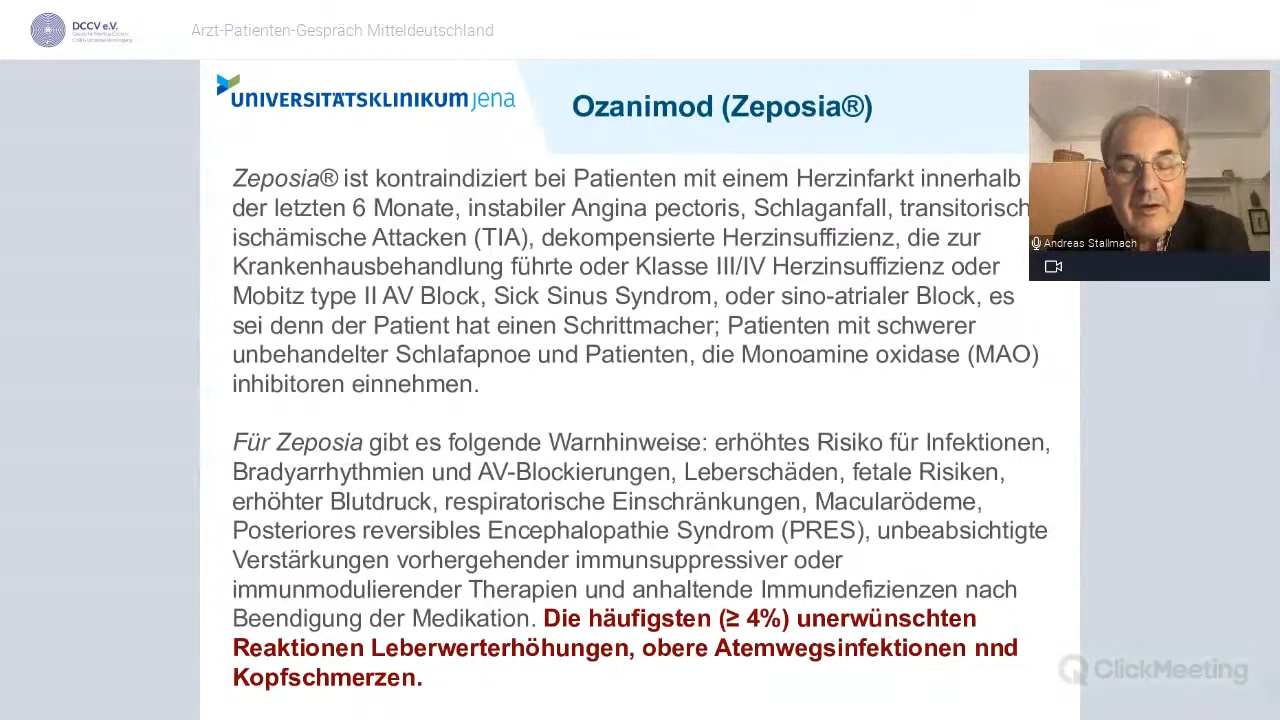 DCCV e.V.
Arzt-Patienten-Gespräch Mitteldeutschland
UNIVERSITÄTSKLINIKUM jena
Ozanimod (Zeposia®)
Zeposia® ist kontraindiziert bei Patienten mit einem Herzinfarkt innerhalb
der letzten 6 Monate, instabiler Angina pectoris, Schlaganfall, transitorisch
ischämische Attacken (TIA), dekompensierte Herzinsuffizienz, die zur
Krankenhausbehandlung führte oder Klasse III/IV Herzinsuffizienz oder
Mobitz type II AV Block, Sick Sinus Syndrom, oder sino-atrialer Block, es
sei denn der Patient hat einen Schrittmacher; Patienten mit schwerer
unbehandelter Schlafapnoe und Patienten, die Monoamine oxidase (MAO)
inhibitoren einnehmen.
Für Zeposia gibt es folgende Warnhinweise: erhöhtes Risiko für Infektionen,
Bradyarrhythmien und AV-Blockierungen, Leberschäden, fetale Risiken,
erhöhter Blutdruck, respiratorische Einschränkungen, Macularödeme,
Posteriores reversibles Encephalopathie Syndrom (PRES), unbeabsichtigte
Verstärkungen vorhergehender immunsuppressiver oder
immunmodulierender Therapien und anhaltende Immundefizienzen nach
Beendigung der Medikation. Die häufigsten (≥ 4%) unerwünschten
Reaktionen Leberwerterhöhungen, obere Atemwegsinfektionen nnd
Kopfschmerzen.
Andreas Stallmach
ClickMeeting